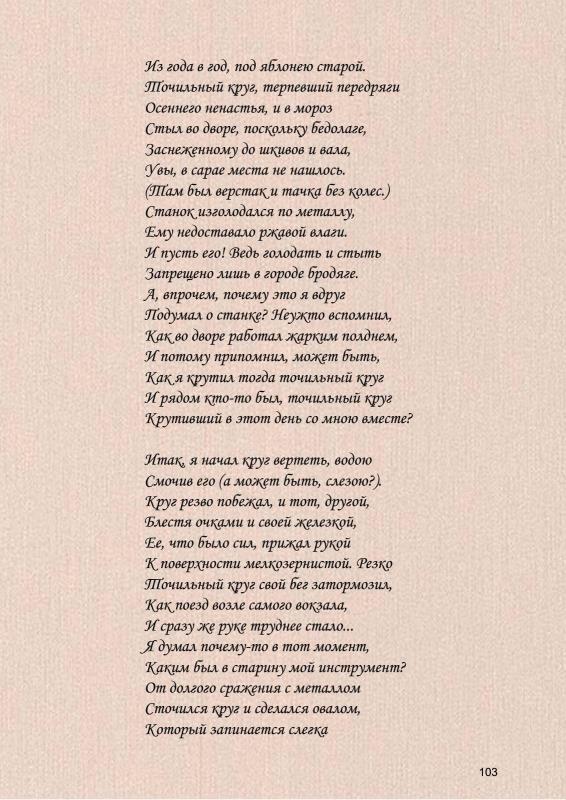 Из года в год, под яблонею старой.
Точильный круг, терпевший передряги
Осеннего ненастья, и в мороз
Стыл во дворе, поскольку бедолаге,
Заснеженному до шкивов и вала,
Увы, в сарае места не нашлось.
(Там был верстак и тачка без колес.)
Станок изголодался по металлу,
Ему недоставало ржавой влаги.
И пусть его! Ведь голодать и стыть
Запрещено лишь в городе бродяге.
А, впрочем, почему это я вдруг
Подумал о станке? Неужто вспомнил,
Как во дворе работал жарким полднем,
И потому припомнил, может быть,
Как я крутил тогда точильный круг
И рядом кто-то был, точильный круг
Крутивший в этот день со мною вместе?
Итак, я начал круг вертеть, водою
Смочив его (а может быть, слезою?).
Круг резво побежал, и тот, другой,
Блестя очками и своей железкой,
Ее, что было сил, прижал рукой
К поверхности мелкозернистой. Резко
Точильный круг свой бег затормозил,
Как поезд возле самого вокзала,
И сразу же руке труднее стало...
Я думал почему-то в тот момент,
Каким был в старину мой инструмент?
От долгого сражения с металлом
Сточился круг и сделался овалом,
Который запинается слегка
103